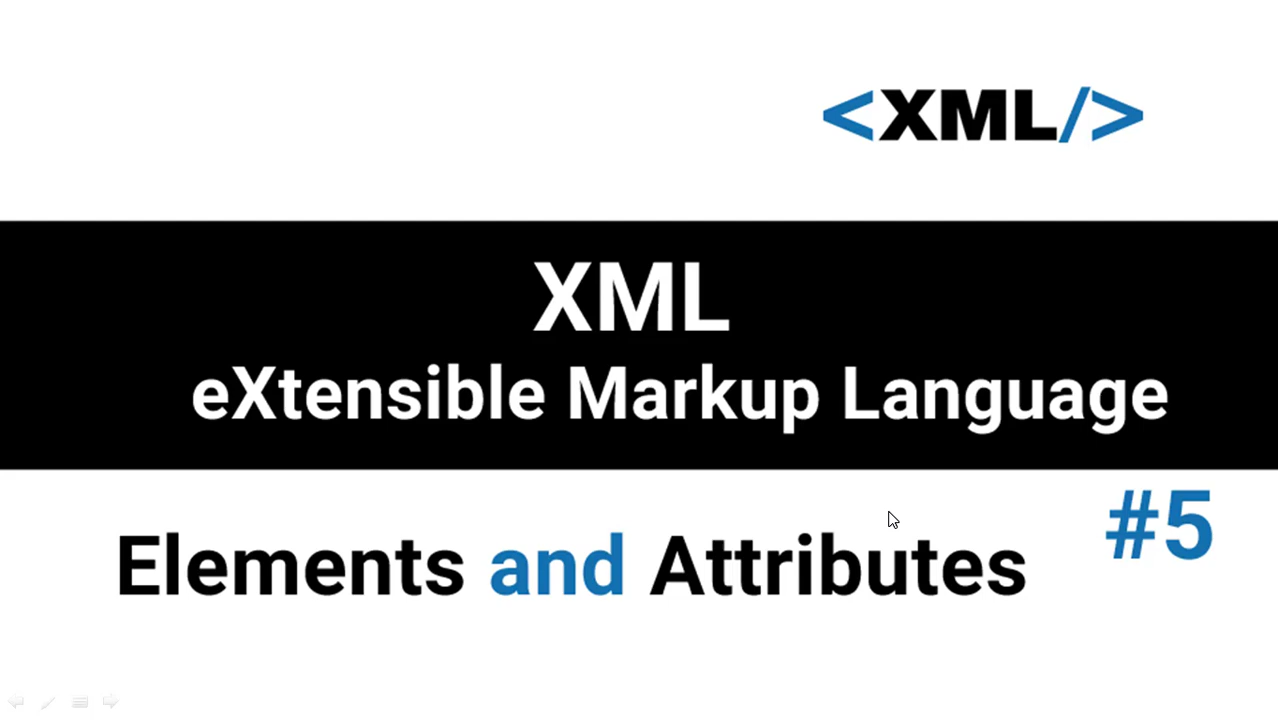 <XML/>
XML
eXtensible Markup Language
#5
Elements and Attributes